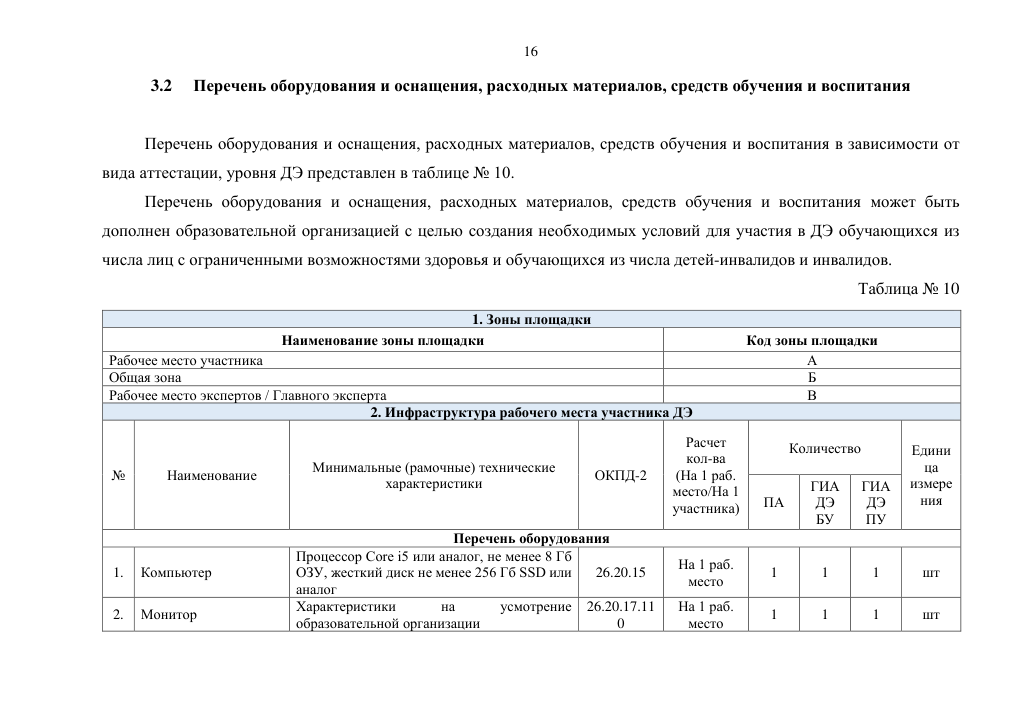 16
3.2 Перечень оборудования и оснащения, расходных материалов, средств обучения и воспитания
Перечень оборудования и оснащения, расходных материалов, средств обучения и воспитания в зависимости от
вида аттестации, уровня ДЭ представлен в таблице № 10.
Перечень оборудования и оснащения, расходных материалов, средств обучения и воспитания может быть
дополнен образовательной организацией с целью создания необходимых условий для участия в ДЭ обучающихся из
числа лиц с ограниченными возможностями здоровья и обучающихся из числа детей-инвалидов и инвалидов.
Таблица № 10
1. Зоны площадки
Наименование зоны площадки Код зоны площадки
Рабочее место участника А
Общая зона Б
Рабочее место экспертов / Главного эксперта В
2. Инфраструктура рабочего места участника ДЭ
№
Наименование
Минимальные (рамочные) технические
характеристики
ОКПД-2
Расчет
кол-ва
(На 1 раб.
место/На 1
участника)
Количество
ПА
ГИА
ДЭ
БУ
ГИА
ДЭ
ПУ
Едини
ца
измере
ния
Перечень оборудования
1.
Компьютер
Процессор Core i5 или аналог, не менее 8 Гб
ОЗУ, жесткий диск не менее 256 Гб SSD или
аналог
26.20.15
На 1 раб.
место
1 1 1 шт
2.
Монитор
Характеристики на усмотрение
образовательной организации
26.20.17.11
0
На 1 раб.
место
1 1 1 шт